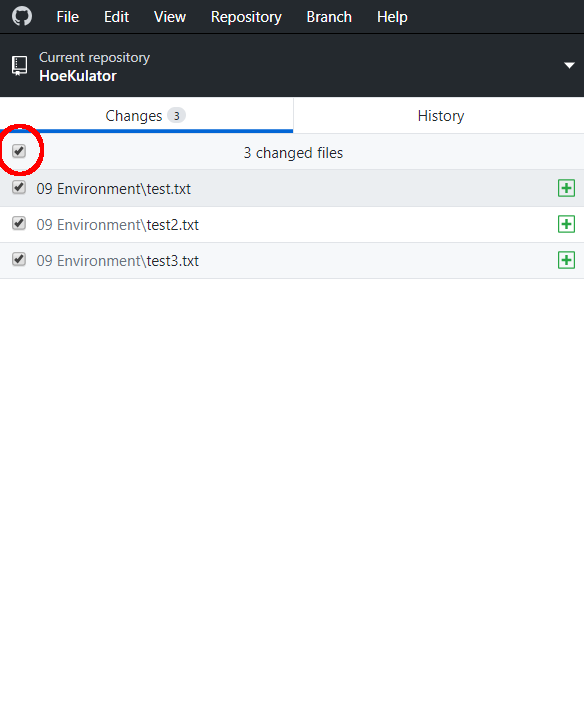 File Edit View Repository Branch Help
Current repository
HoeKulator
Changes 3 History
3 changed files
09 Environment\test.txt
09 Environment\test2.txt
09 Environment\test3.txt